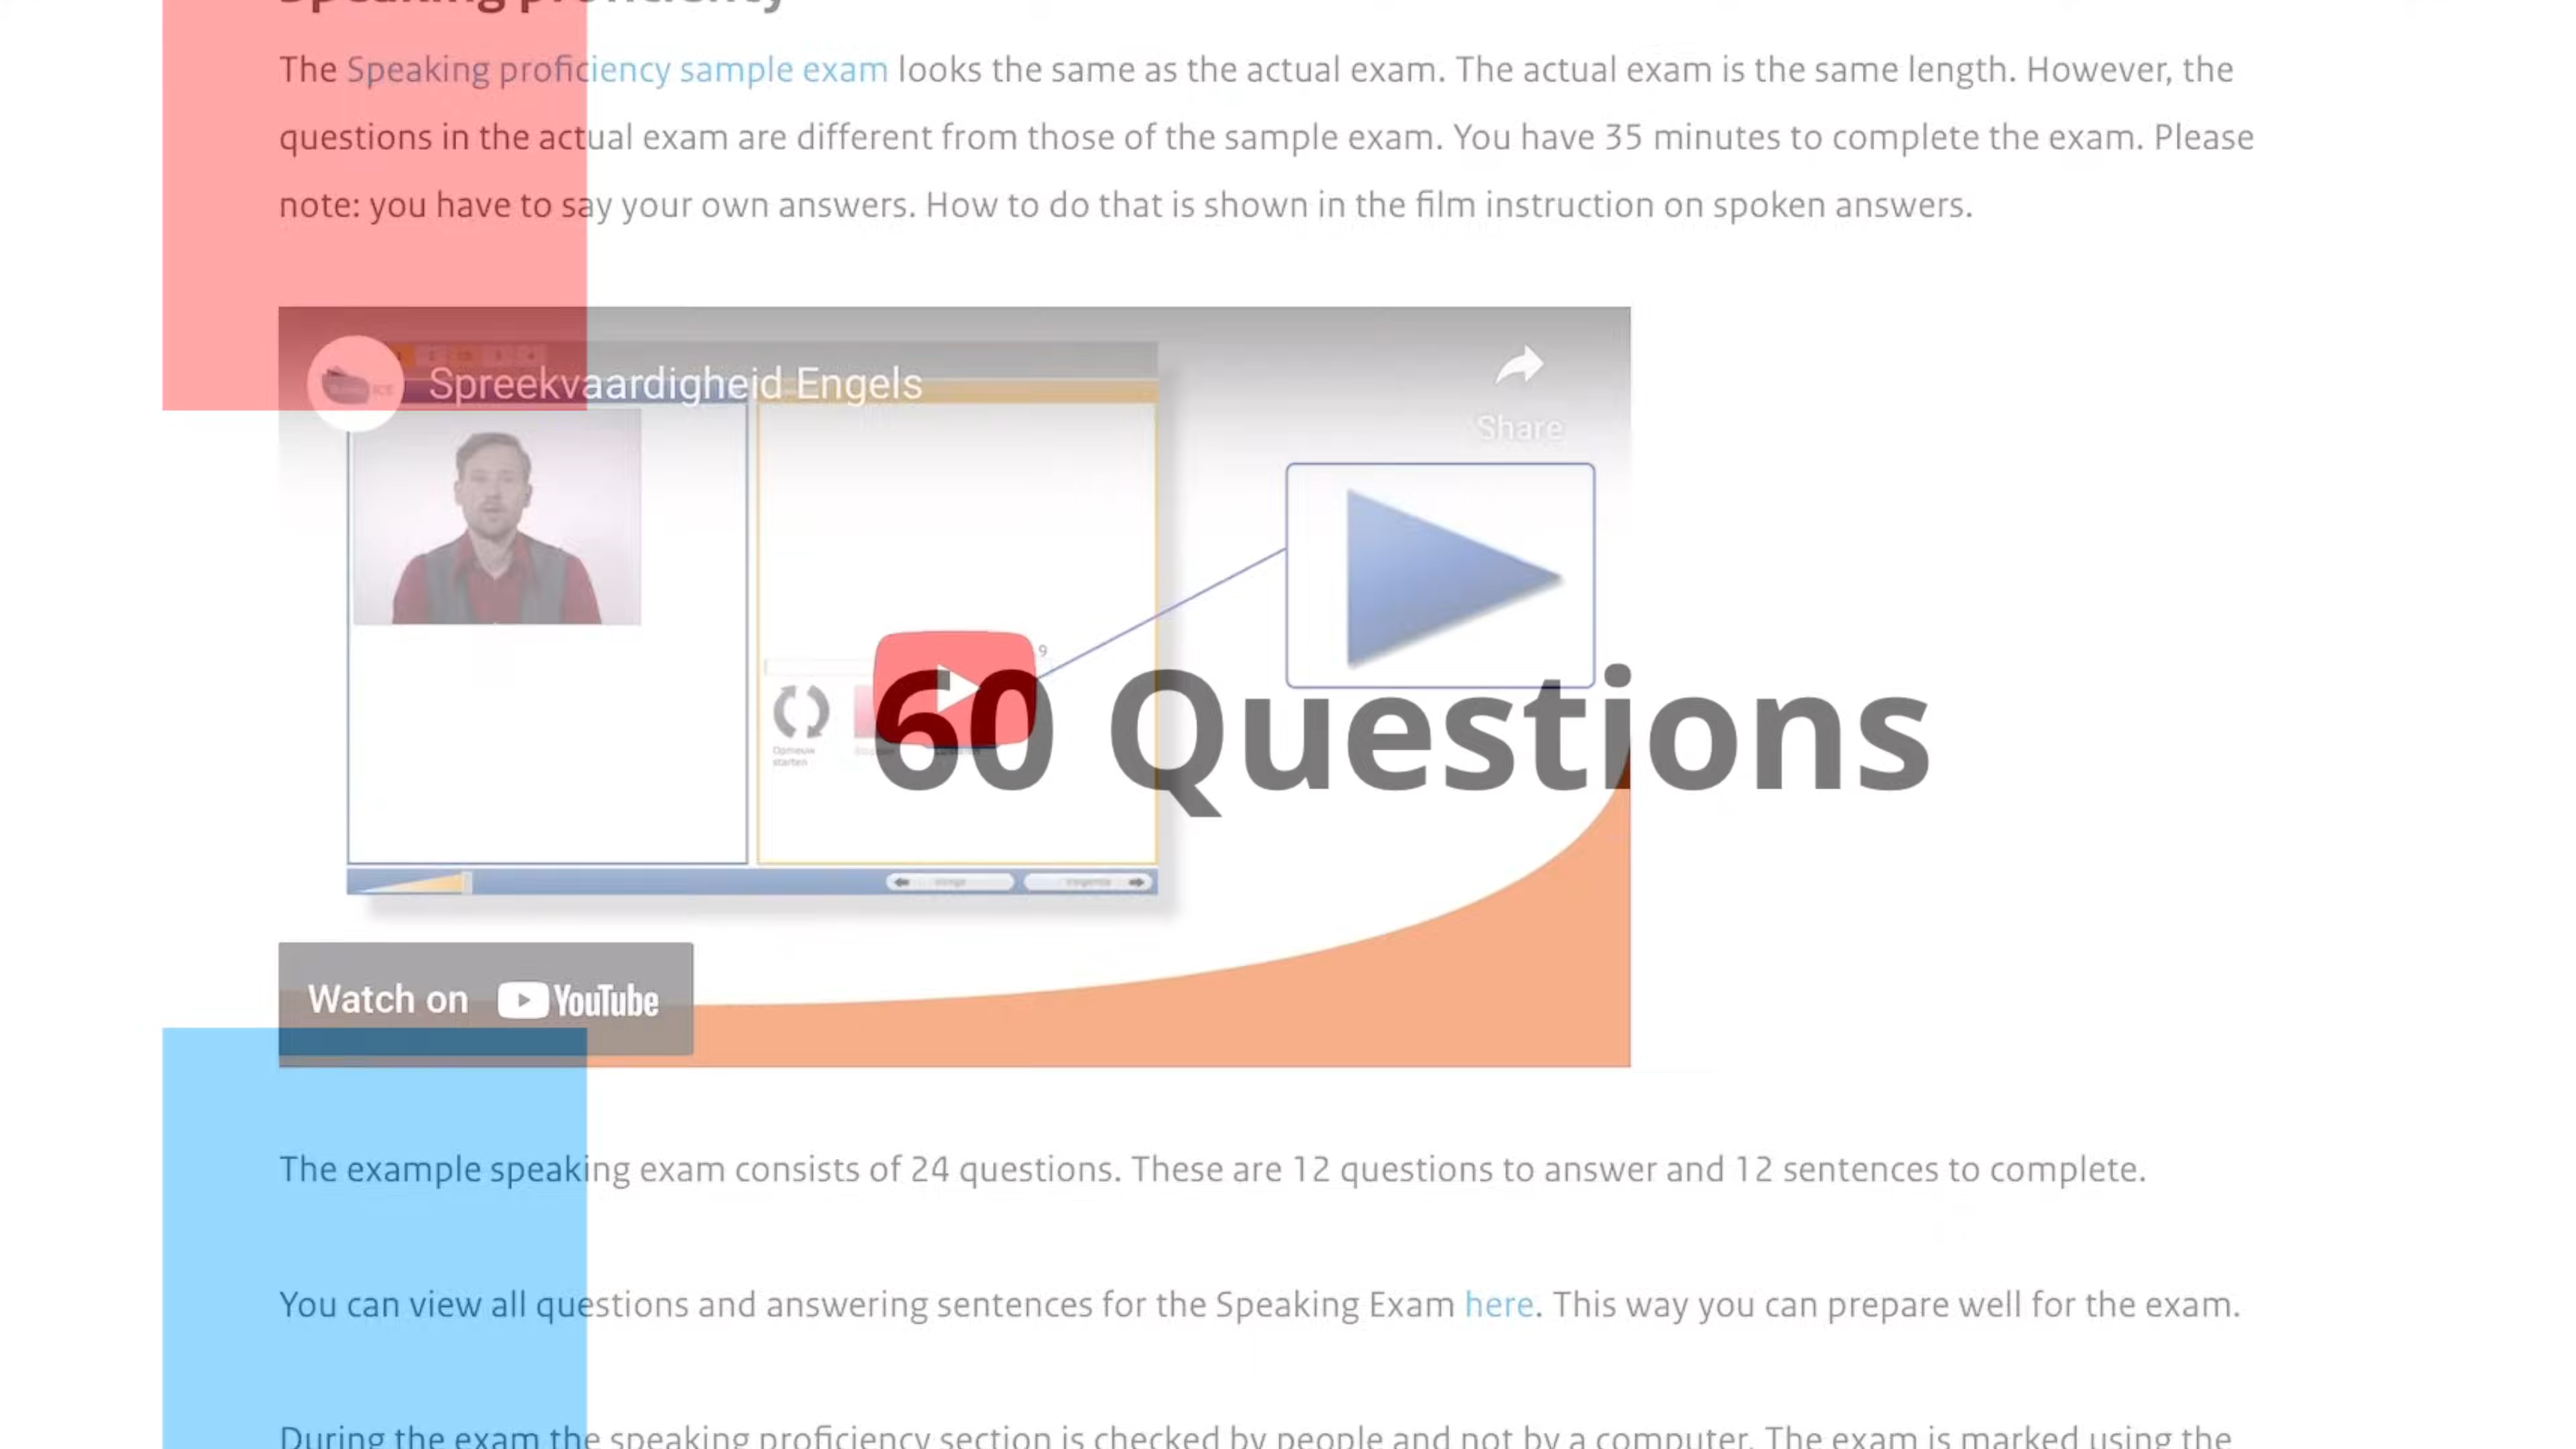 Speaking proficiency
The Speaking proficiency sample exam looks the same as the actual exam. The actual exam is the same length. However, the
questions in the actual exam are different from those of the sample exam. You have 35 minutes to complete the exam. Please
note: you have to say your own answers. How to do that is shown in the film instruction on spoken answers.
Spreekvaardigheid Engels
Share
9
60 Questions
Opnieuw
starten
Watch on YouTube
The example speaking exam consists of 24 questions. These are 12 questions to answer and 12 sentences to complete.
You can view all questions and answering sentences for the Speaking Exam here. This way you can prepare well for the exam.
During the exam the speaking proficiency section is checked by people and not by a computer. The exam is marked using the